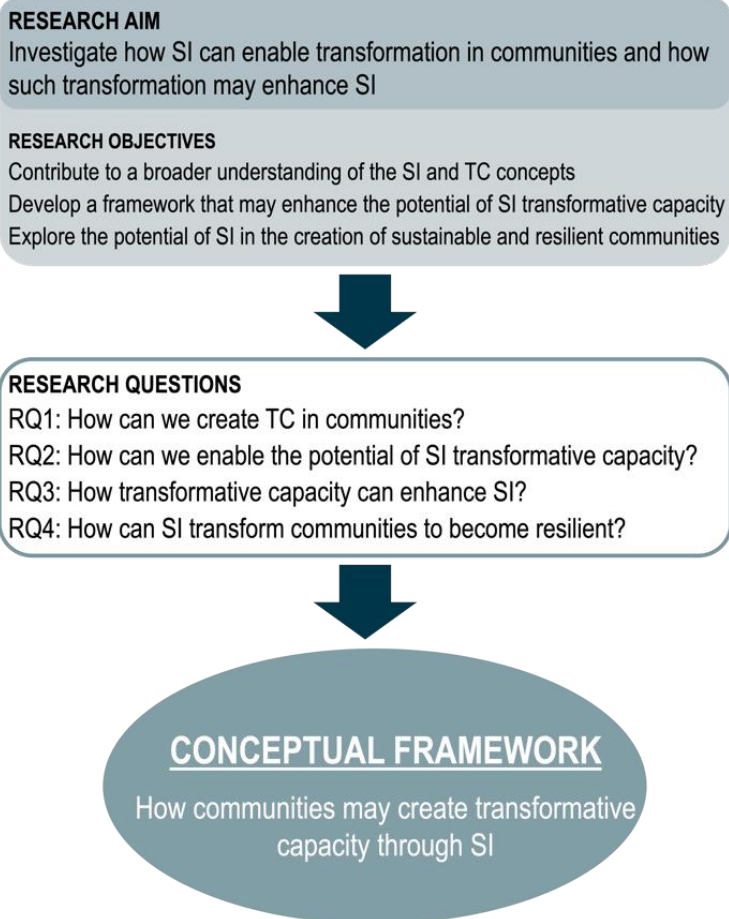 RESEARCH AIM
Investigate how SI can enable transformation in communities and how
such transformation may enhance SI
RESEARCH OBJECTIVES
Contribute to a broader understanding of the SI and TC concepts
Develop a framework that may enhance the potential of SI transformative capacity
Explore the potential of SI in the creation of sustainable and resilient communities
RESEARCH QUESTIONS
RQ1: How can we create TC in communities?
RQ2: How can we enable the potential of SI transformative capacity?
RQ3: How transformative capacity can enhance SI?
RQ4: How can SI transform communities to become resilient?
CONCEPTUAL FRAMEWORK
How communities may create transformative
capacity through SI